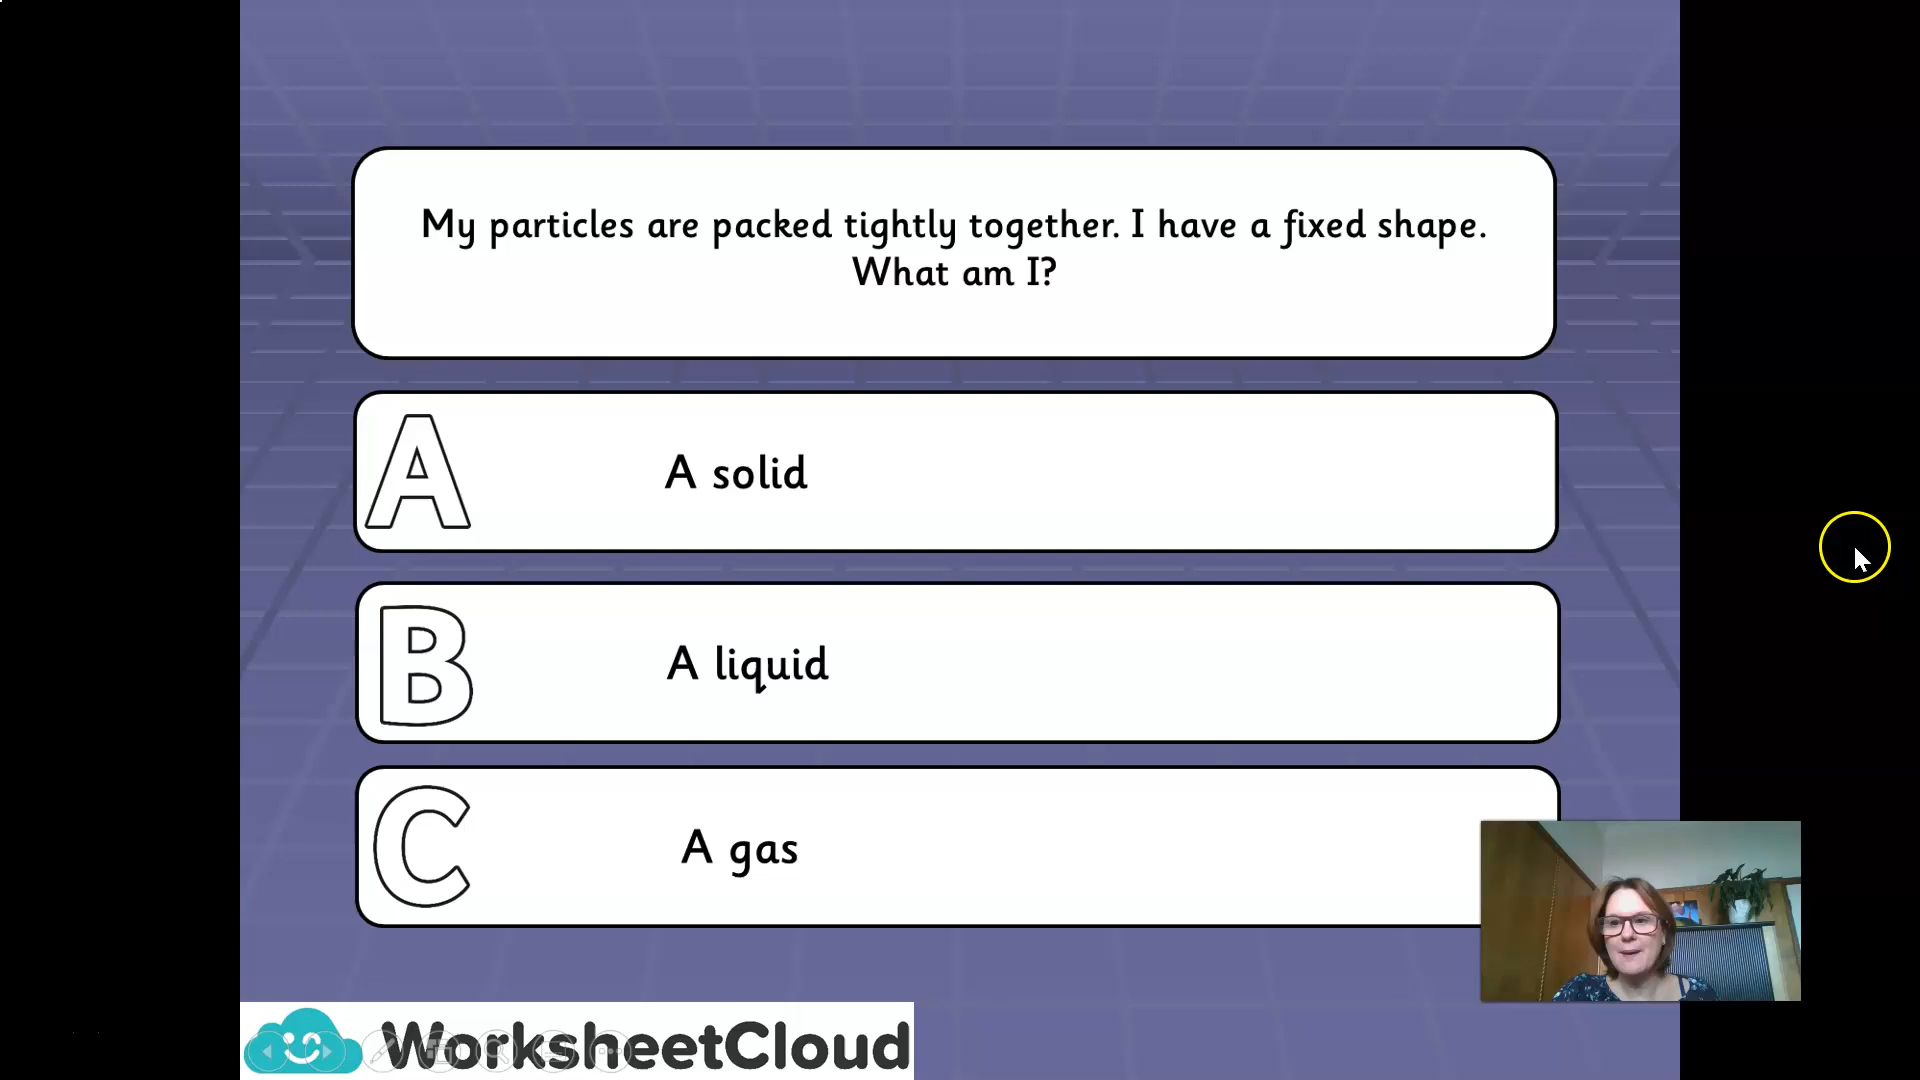 My particles are packed tightly together. I have a fixed shape.
What am I?
A
A solid
B
A liquid
C
A gas
WorksheetCloud